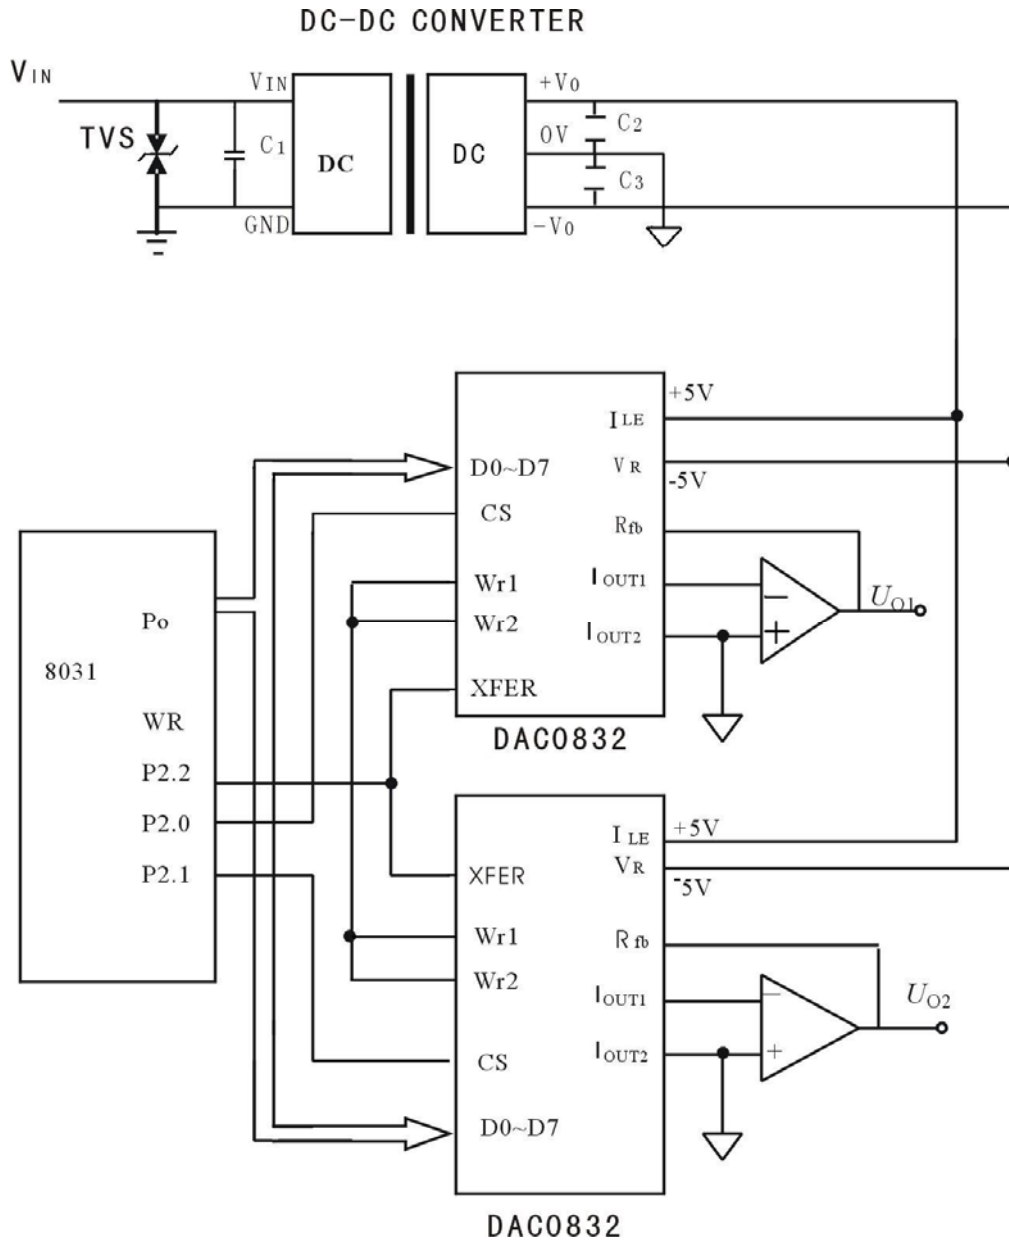 DC-DC CONVERTER
VIN
VIN
+V0
TVS
C1
DC
DC
0V
C2
C3
GND
-V0
+5V
ILE
D0~D7
VR
-5V
CS
Rfb
Wr1
IOUT1
−
UO1
Po
Wr2
IOUT2
+
8031
XFER
WR
DAC0832
P2.2
P2.0
ILE
+5V
P2.1
XFER
VR
-5V
Wr1
Rfb
Wr2
IOUT1
−
UO2
CS
IOUT2
+
D0~D7
DAC0832